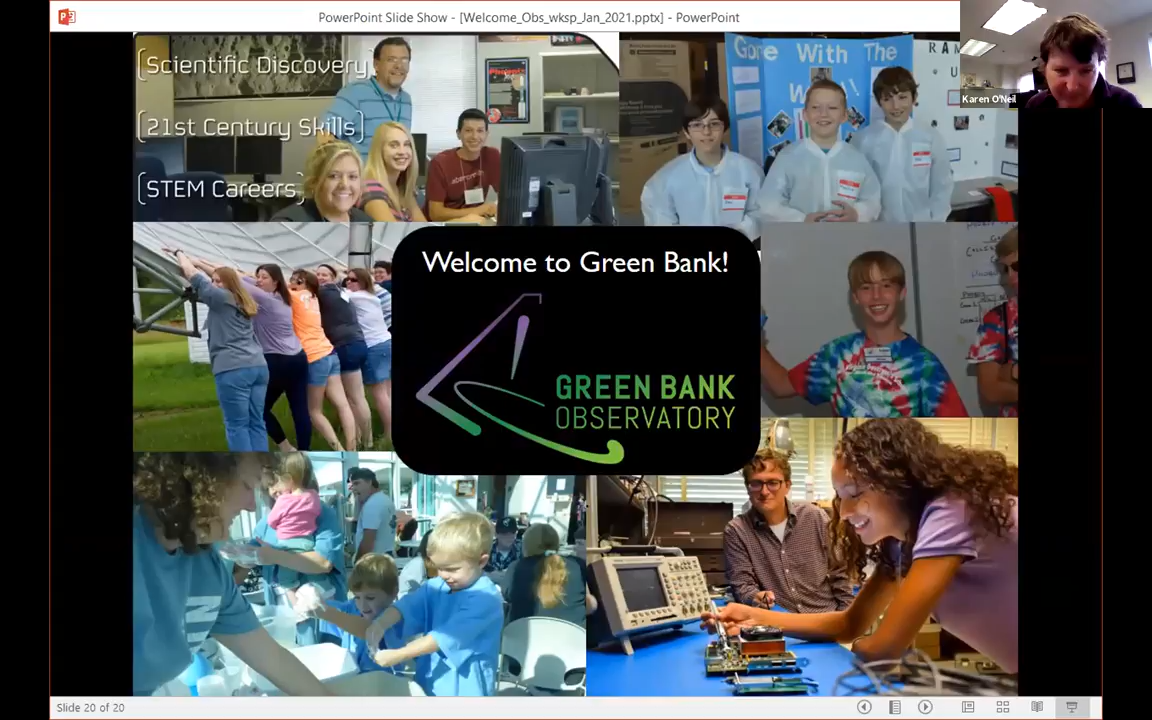 PowerPoint Slide Show - [Welcome_Obs_wksp_Jan_2021.pptx] - PowerPoint
Karen O'Neil
[Scientific Discovery]
[21st Century Skills]
[STEM Careers]
Gone With The
Welcome to Green Bank!
GREEN BANK
OBSERVATORY
Slide 20 of 20